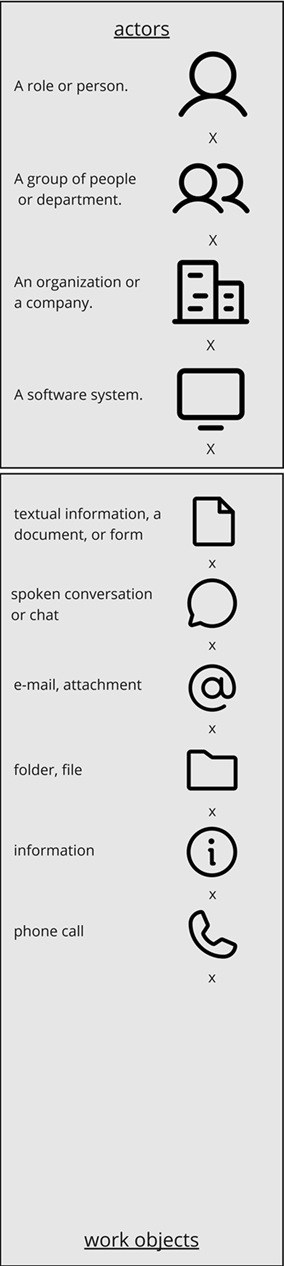 actors
A role or person.
X
A group of people
or department.
X
An organization or
a company.
X
A software system.
X
textual information, a
document, or form
x
spoken conversation
or chat
x
e-mail, attachment
@
x
folder, file
x
information
i
x
phone call
x
work objects